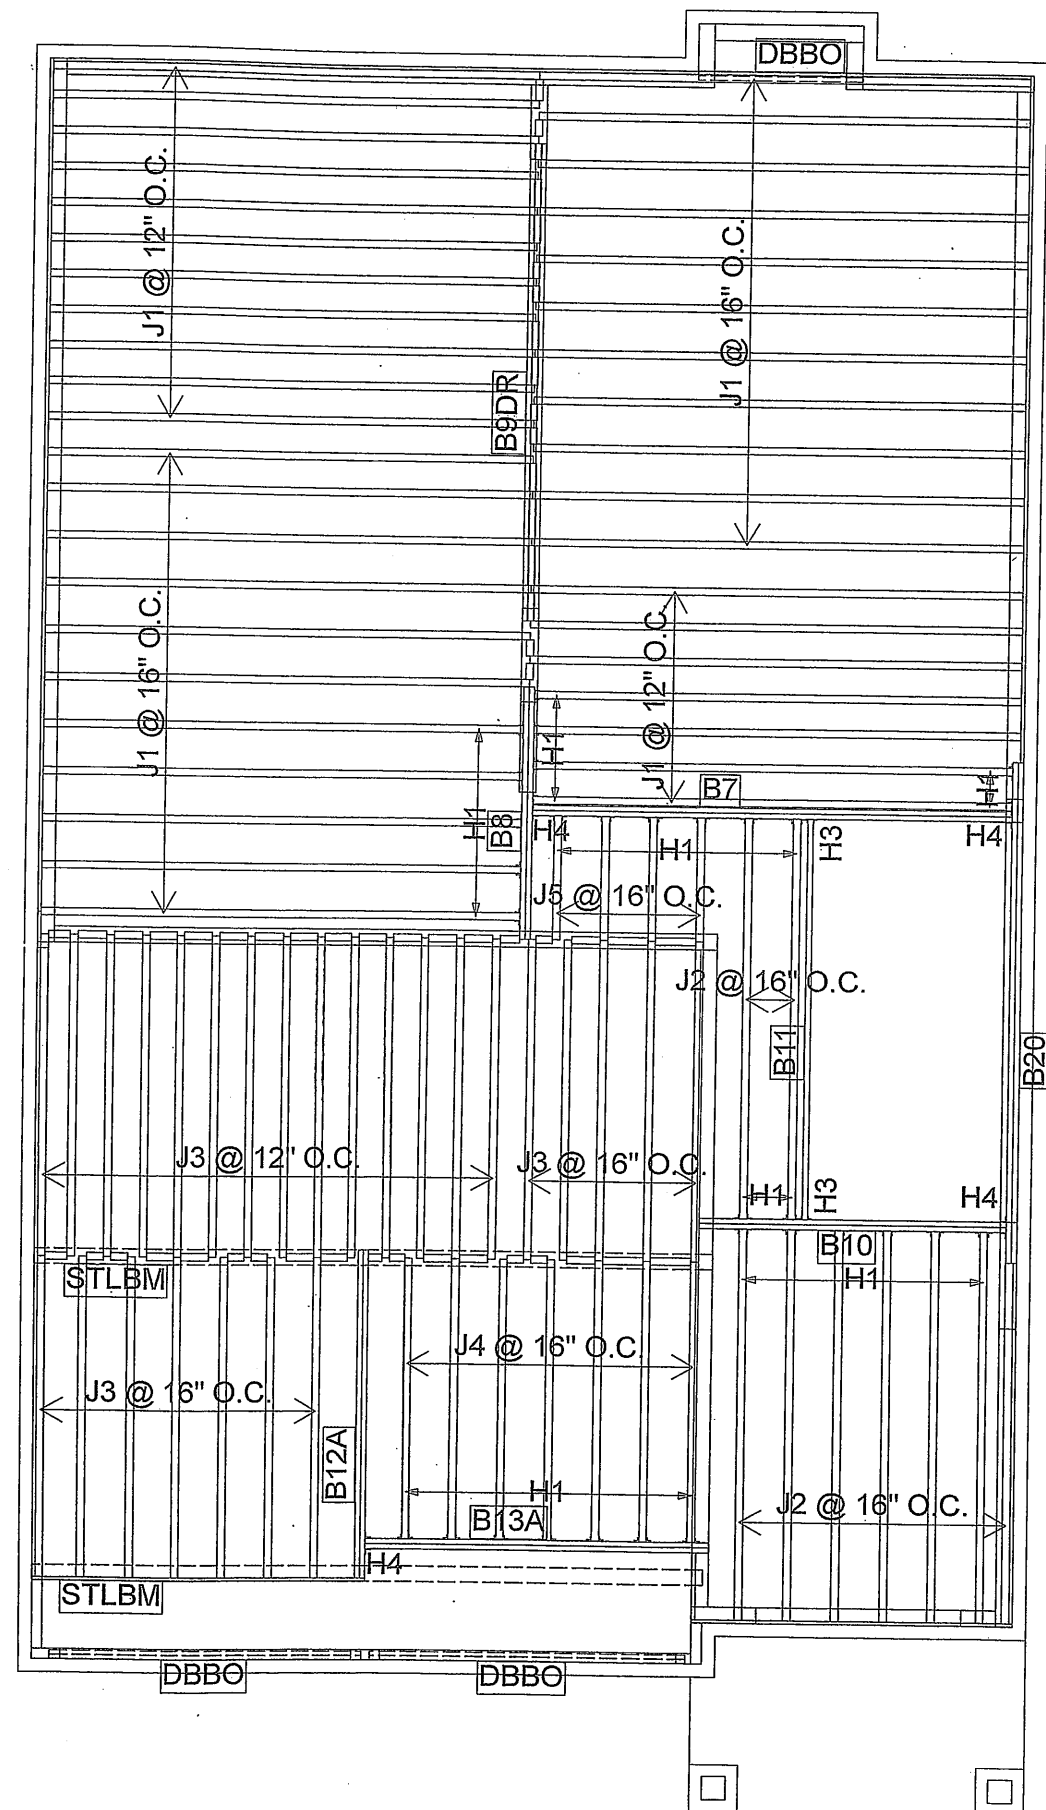 DBBO
J1 @ 12" O.C.
J1 @ 16" O.C.
B9DR
J1 @ 16" O.C.
J1 @ 12" O.C.
H1
H1
B7
H1
B8
H4
H1
H3
H4
J5 @ 16" O.C.
J2 @ 16" O.C.
B11
B20
J3 @ 12" O.C.
J3 @ 16" O.C.
H1
H3
H4
B10
H1
STLBM
J4 @ 16" O.C.
J3 @ 16" O.C.
B12A
H1
B13A
J2 @ 16" O.C.
H4
STLBM
DBBO
DBBO